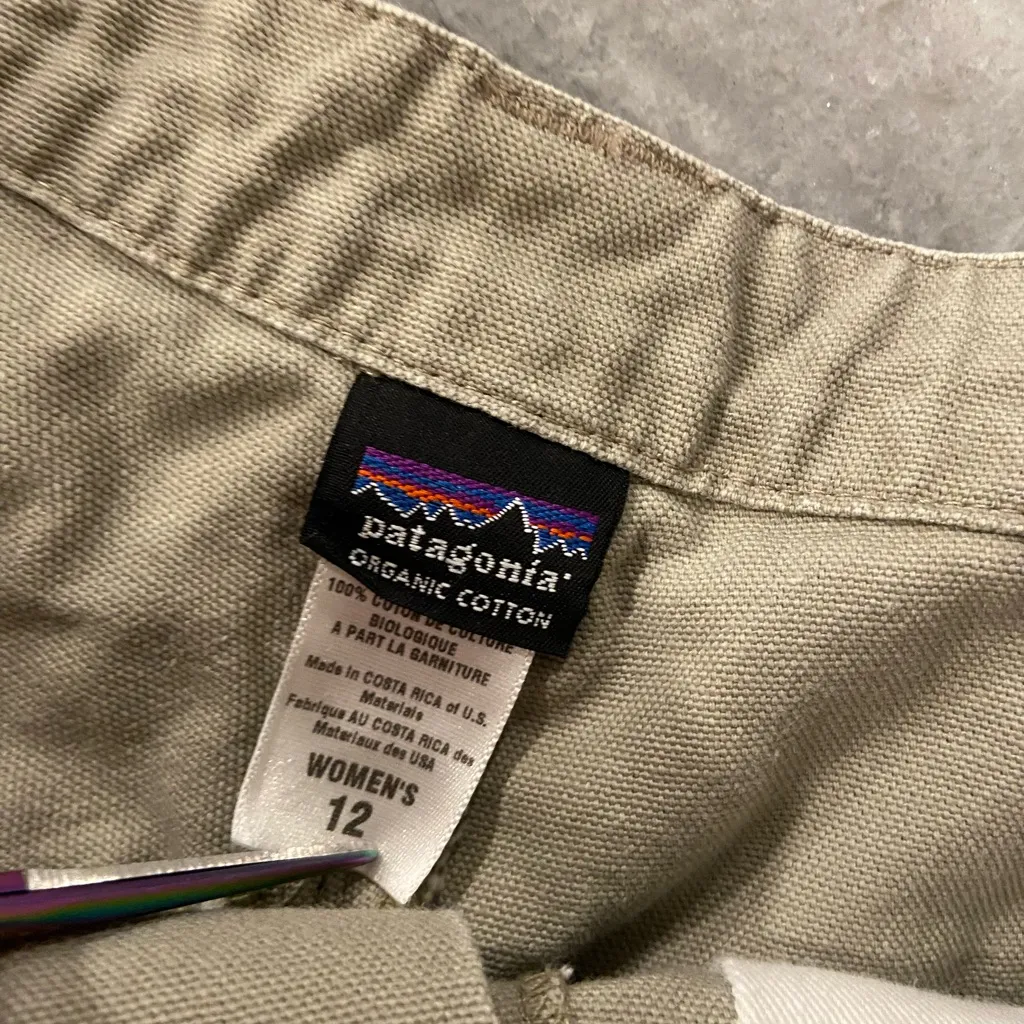 patagonia
ORGANIC COTTON
100% COTON DE CULTURE
BIOLOGIQUE
A PART LA GARNITURE
Made in COSTA RICA of U.S.
Materials
Fabrique AU COSTA RICA des
Materiaux des USA
WOMEN'S
12